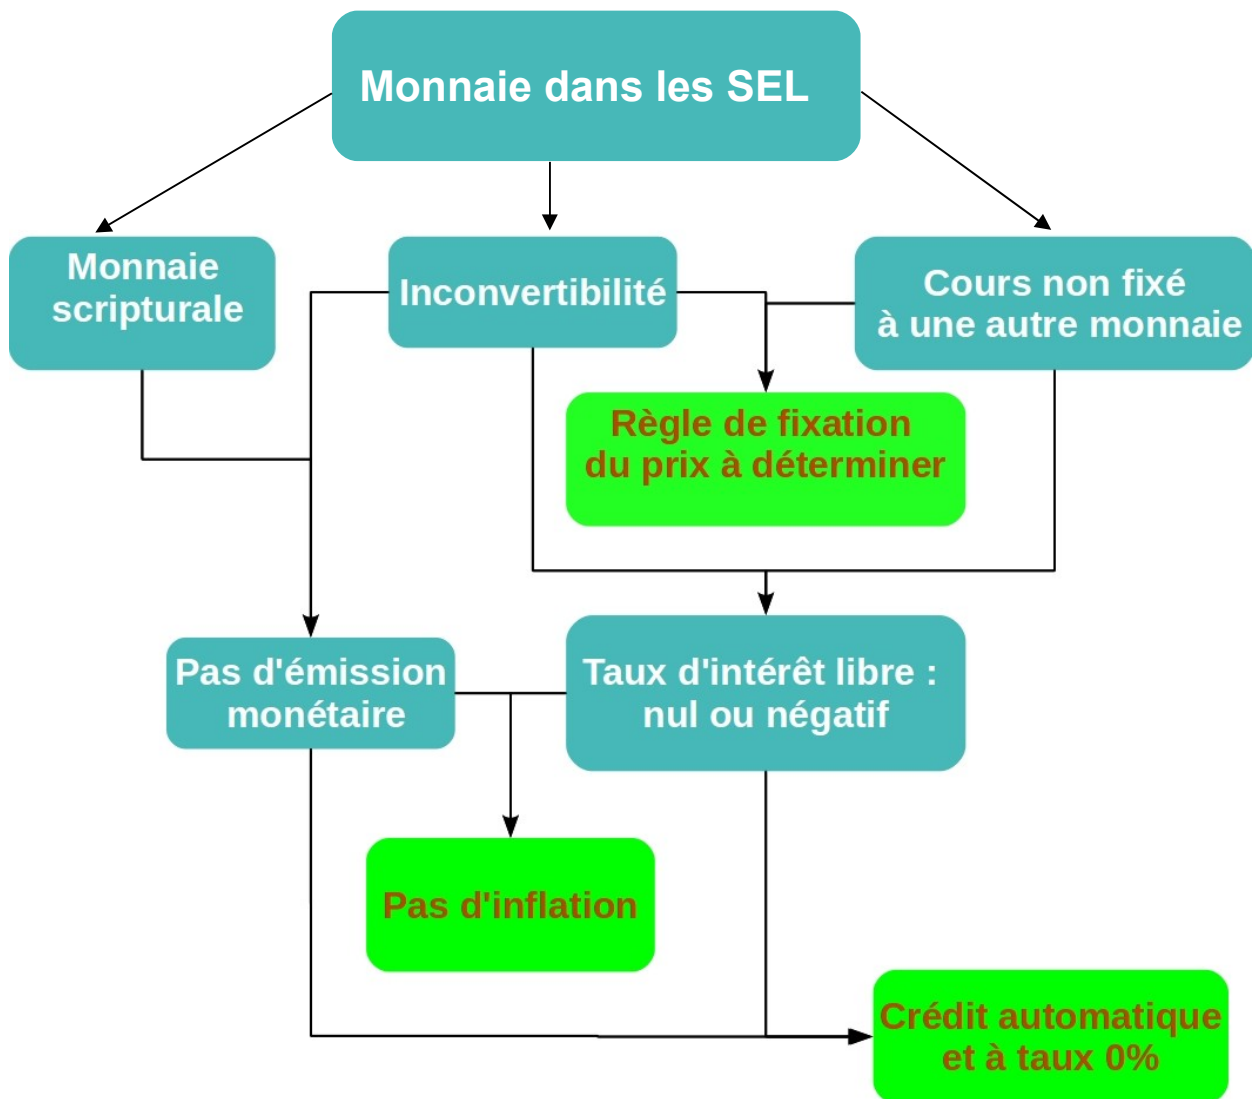 Monnaie dans les SEL
Monnaie
scripturale
Inconvertibilité
Cours non fixé
à une autre monnaie
Règle de fixation
du prix à déterminer
Pas d'émission
monétaire
Taux d'intérêt libre :
nul ou négatif
Pas d'inflation
Crédit automatique
et à taux 0%